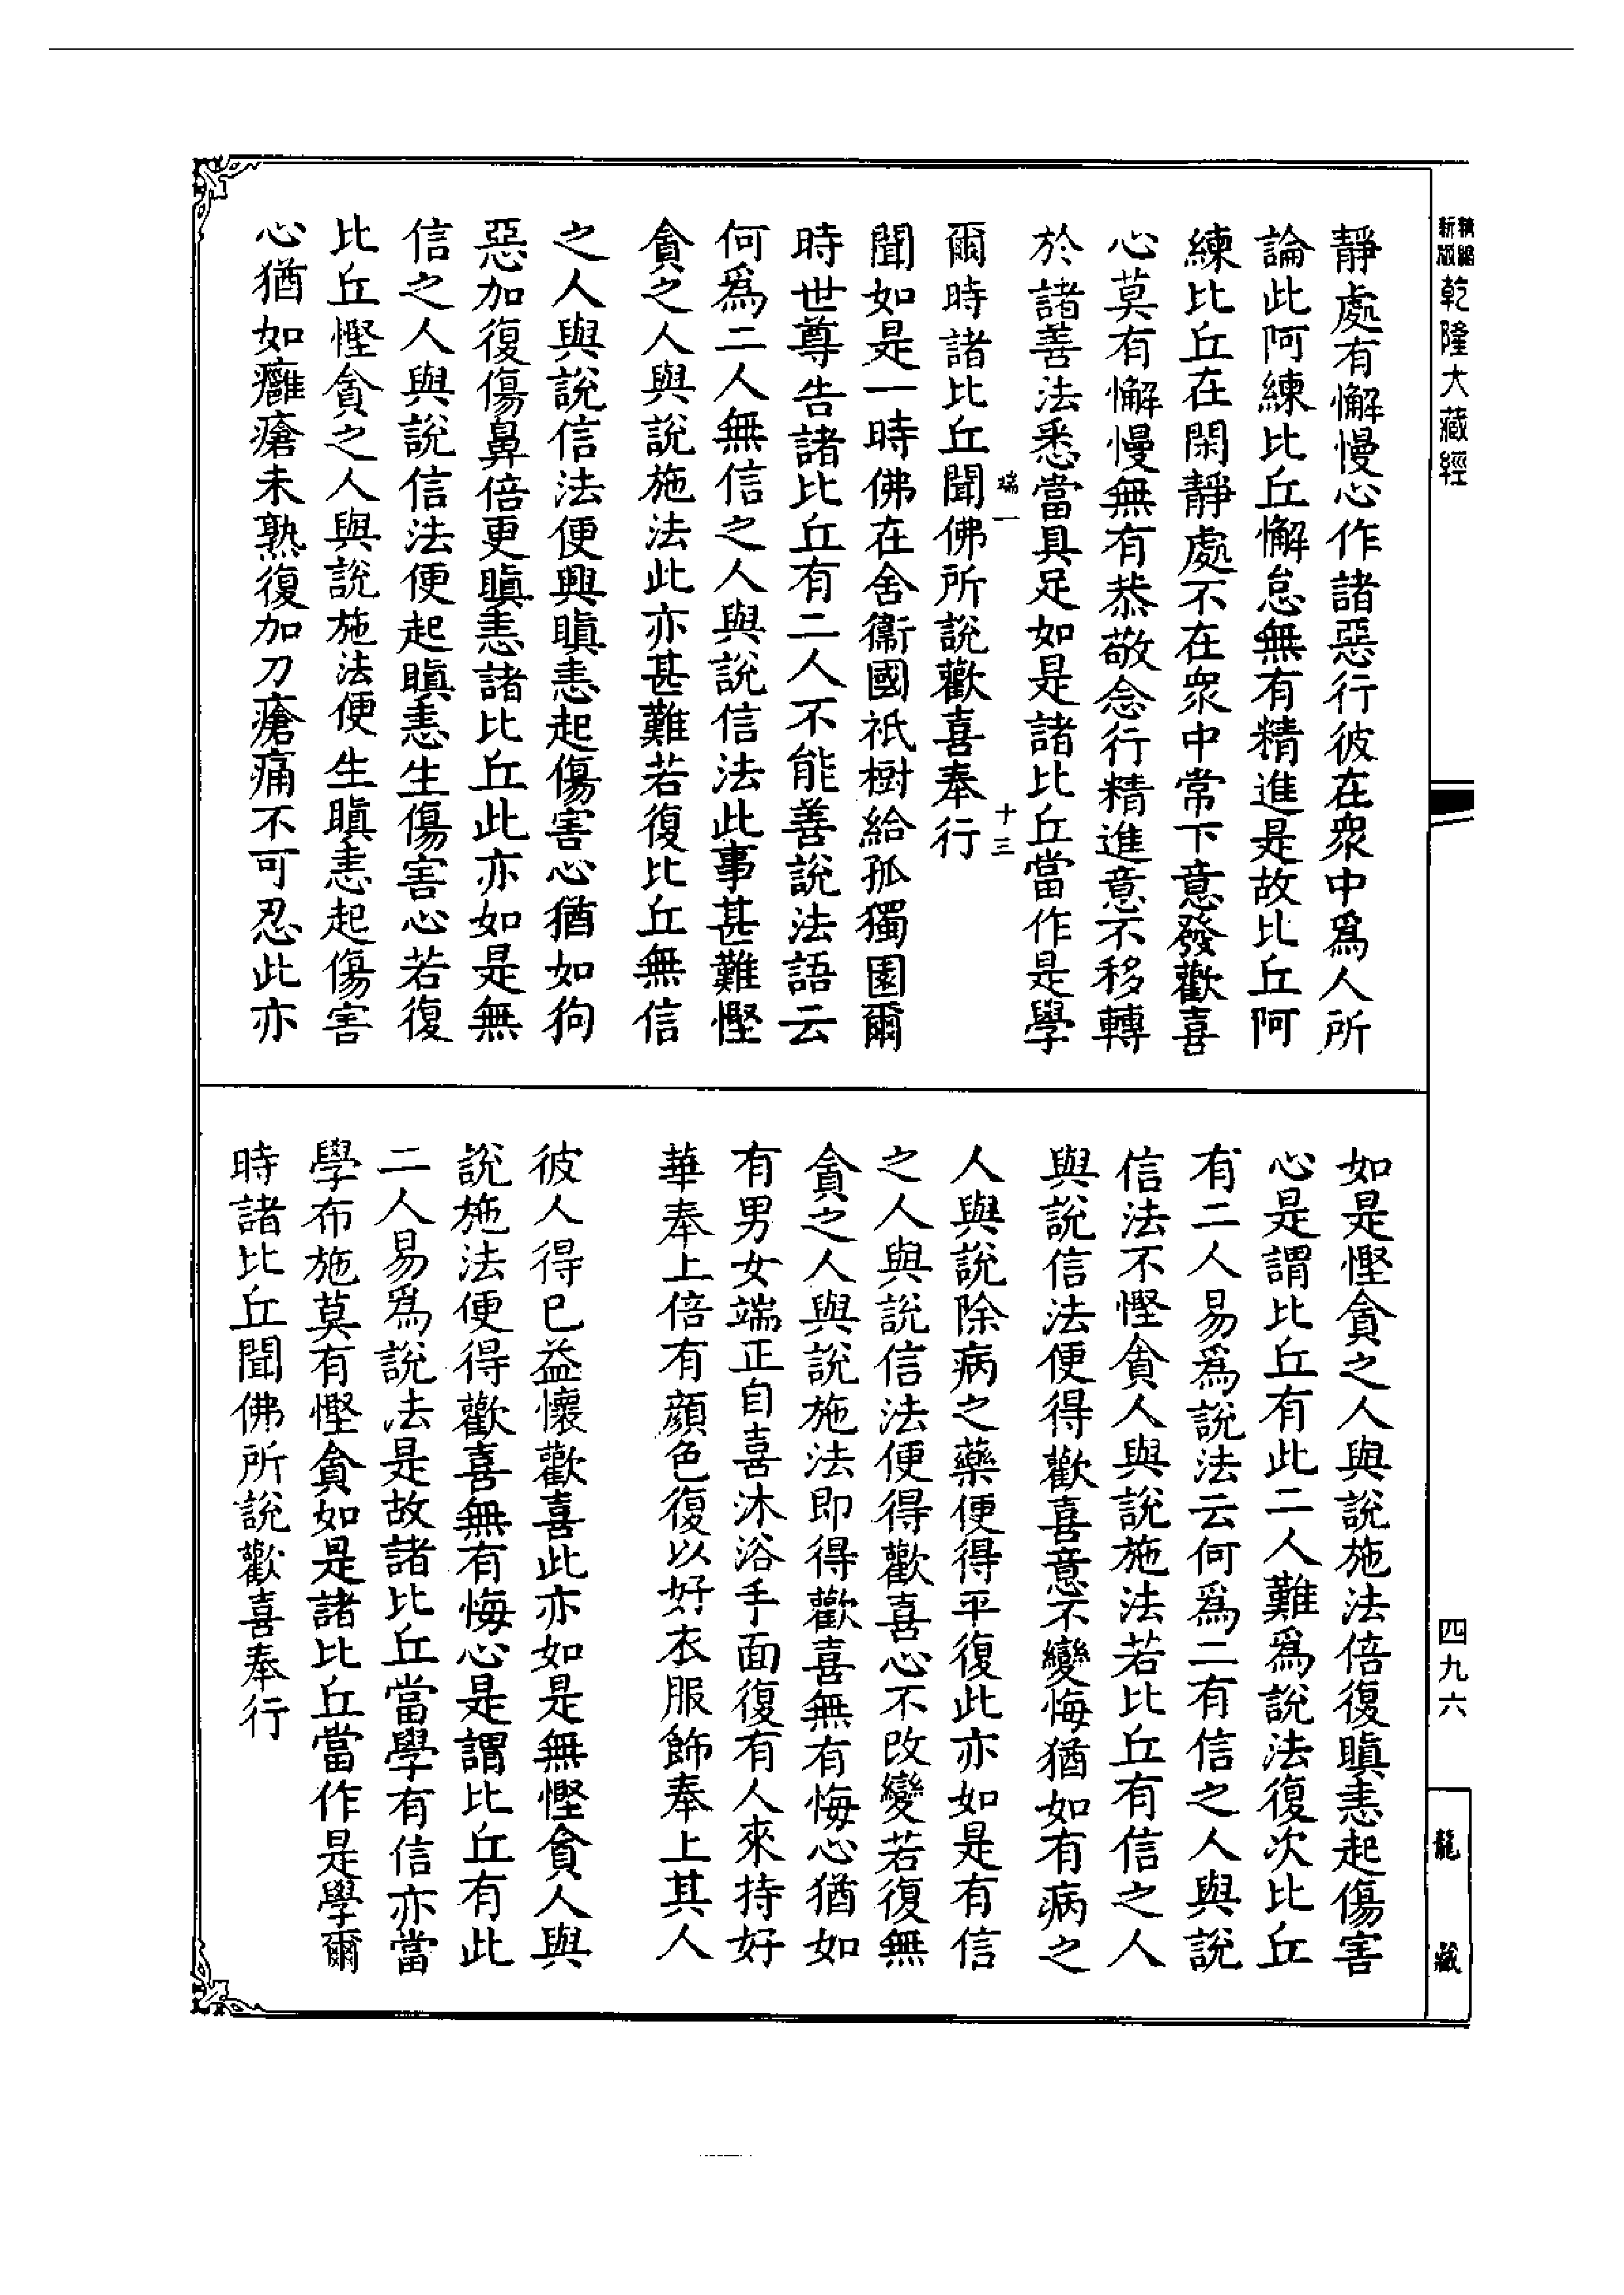 新版精縮乾隆大藏經
靜處有懈慢心作諸惡行彼在衆中爲人所
論此阿練比丘懈怠無有精進是故比丘阿
練比丘在閑靜處不在衆中常下意發歡喜
心莫有懈慢無有恭敬念行精進意不移轉
於諸善法悉當具足如是諸比丘當作是學
瑞一 十三
爾時諸比丘聞佛所說歡喜奉行
聞如是一時佛在舍衞國祇樹給孤獨園爾
時世尊告諸比丘有二人不能善說法語云
何爲二人無信之人與說信法此事甚難慳
貪之人與說施法此亦甚難若復比丘無信
之人與說信法便興瞋恚起傷害心猶如狗
惡加復傷鼻倍更瞋恚諸比丘此亦如是無
信之人與說信法便起瞋恚生傷害心若復
比丘慳貪之人與說施法便生瞋恚起傷害
心猶如癰瘡未熟復加刀瘡痛不可忍此亦
如是慳貪之人與說施法倍復瞋恚起傷害
心是謂比丘有此二人難爲說法復次比丘
有二人易爲說法云何爲二有信之人與說
信法不慳貪人與說施法若比丘有信之人
與說信法便得歡喜意不變悔猶如有病之
人與說除病之藥便得平復此亦如是有信
之人與說信法便得歡喜心不改變若復無
貪之人與說施法即得歡喜無有悔心猶如
有男女端正自喜沐浴手面復有人來持好
華奉上倍有顏色復以好衣服飾奉上其人
彼人得已益懷歡喜此亦如是無慳貪人與
說施法便得歡喜無有悔心是謂比丘有此
二人易爲說法是故諸比丘當學有信亦當
學布施莫有慳貪如是諸比丘當作是學爾
時諸比丘聞佛所說歡喜奉行
四九六
龍藏